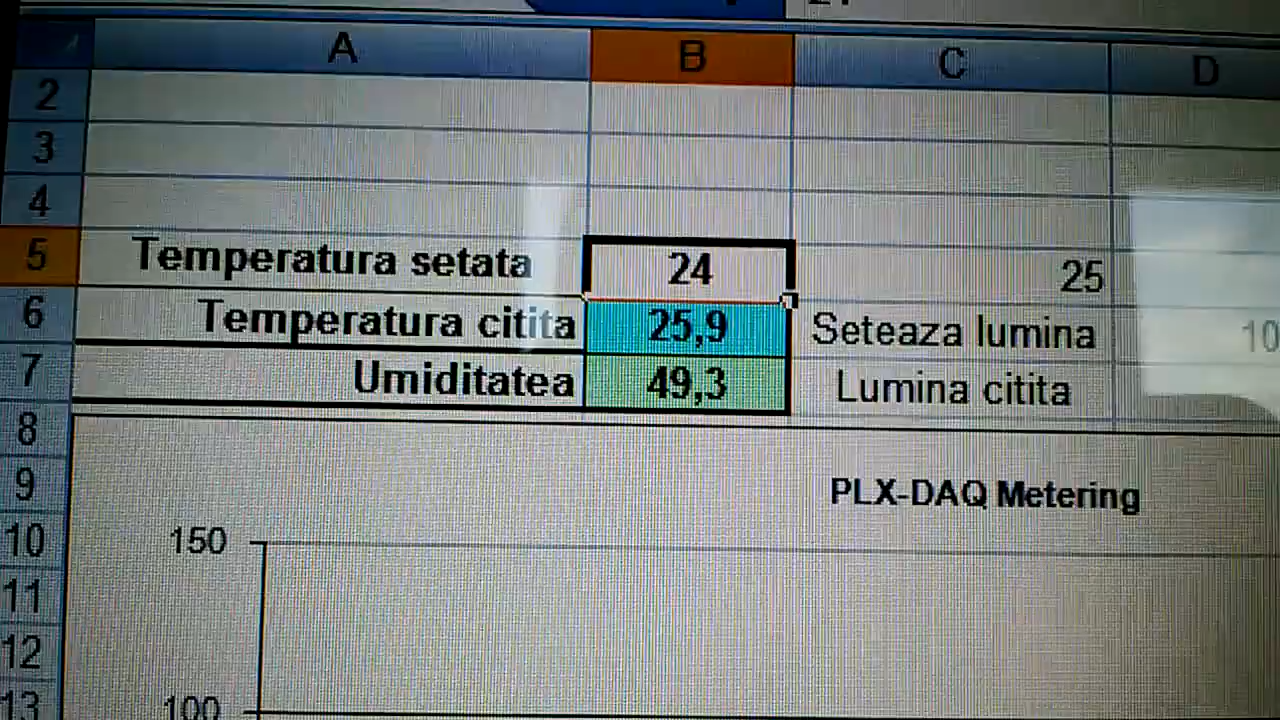 A B C D
2
3
4
5 Temperatura setata 24 25
6 Temperatura citita 25,9 Seteaza lumina 10
7 Umiditatea 49,3 Lumina citita
8
9 PLX-DAQ Metering
10 150
11
12
13 100